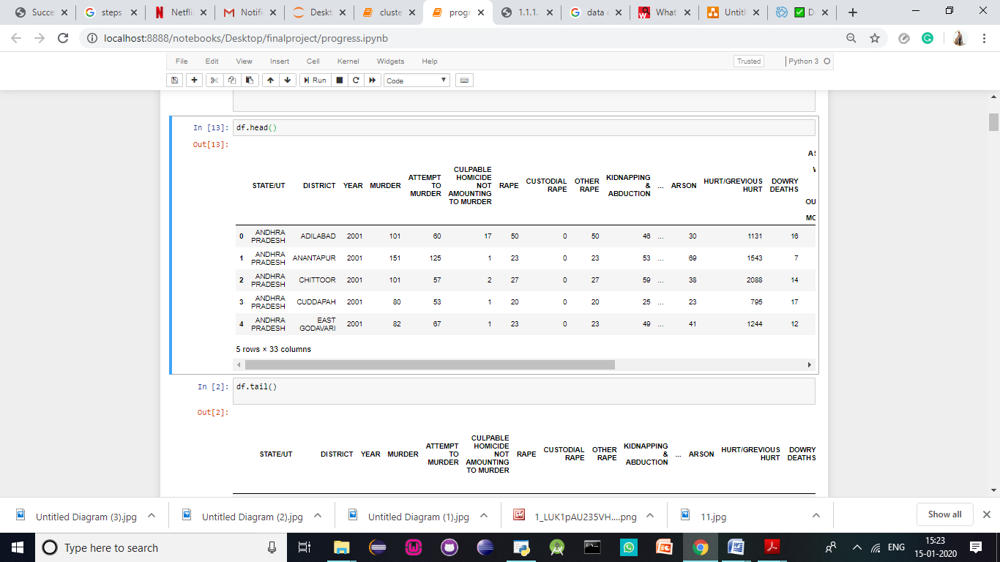 Succe
steps
Netfli
Notifi
Deskt
cluste
progr
1.1.1.
data c
What
Untitl
D
localhost:8888/notebooks/Desktop/finalproject/progress.ipynb
File Edit View Insert Cell Kernel Widgets Help
Trusted
Python 3
Run
Code
In [13]: df.head()
Out[13]:
STATE/UT DISTRICT YEAR MURDER ATTEMPT TO MURDER CULPABLE HOMICIDE NOT AMOUNTING TO MURDER RAPE CUSTODIAL RAPE OTHER RAPE KIDNAPPING & ABDUCTION ... ARSON HURT/GREVIOUS HURT DOWRY DEATHS
0 ANDHRA PRADESH ADILABAD 2001 101 60 17 50 0 50 46 ... 30 1131 16
1 ANDHRA PRADESH ANANTAPUR 2001 151 125 1 23 0 23 53 ... 69 1543 7
2 ANDHRA PRADESH CHITTOOR 2001 101 57 2 27 0 27 59 ... 38 2088 14
3 ANDHRA PRADESH CUDDAPAH 2001 80 53 1 20 0 20 25 ... 23 795 17
4 ANDHRA PRADESH EAST GODAVARI 2001 82 67 1 23 0 23 49 ... 41 1244 12
5 rows × 33 columns
In [2]: df.tail()
Out[2]:
STATE/UT DISTRICT YEAR MURDER ATTEMPT TO MURDER CULPABLE HOMICIDE NOT AMOUNTING TO MURDER RAPE CUSTODIAL RAPE OTHER RAPE KIDNAPPING & ABDUCTION ... ARSON HURT/GREVIOUS HURT DOWRY DEATHS
Untitled Diagram (3).jpg
Untitled Diagram (2).jpg
Untitled Diagram (1).jpg
1_LUK1pAU235VH....png
11.jpg
Show all
Type here to search
ENG
15:23
15-01-2020